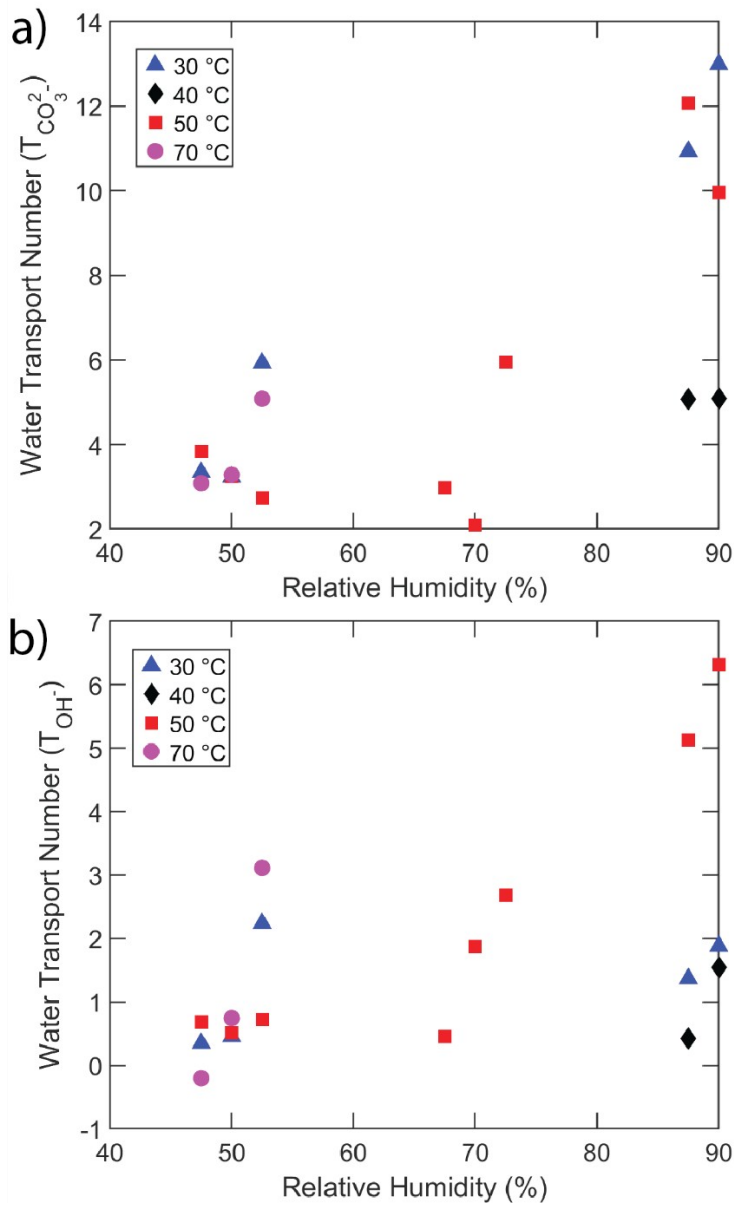 a)
Water Transport Number (T_CO₃²⁻)
14
12
10
8
6
4
2
30 °C
40 °C
50 °C
70 °C
40 50 60 70 80 90
Relative Humidity (%)
b)
Water Transport Number (T_OH⁻)
7
6
5
4
3
2
1
0
-1
30 °C
40 °C
50 °C
70 °C
40 50 60 70 80 90
Relative Humidity (%)